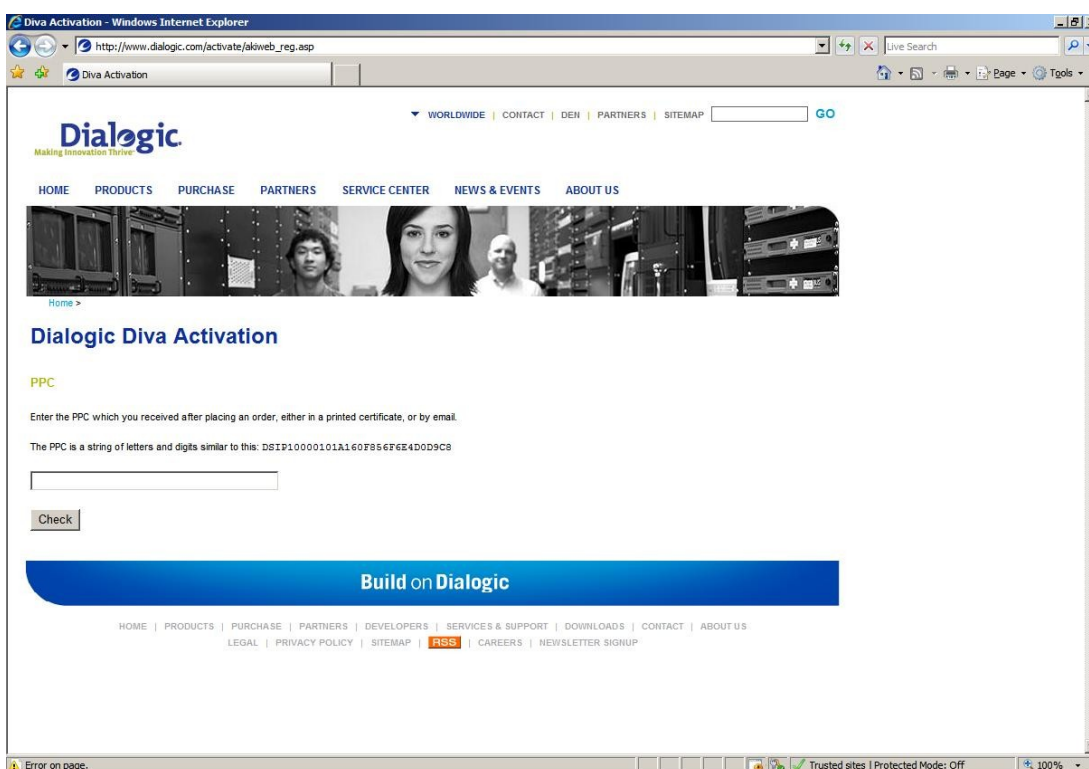 Diva Activation - Windows Internet Explorer
http://www.dialogic.com/activate/akiweb_reg.asp
Live Search
Diva Activation
Page
Tools
WORLDWIDE | CONTACT | DEN | PARTNERS | SITEMAP GO
Dialogic.
Making Innovation Thrive
HOME PRODUCTS PURCHASE PARTNERS SERVICE CENTER NEWS & EVENTS ABOUT US
Home >
Dialogic Diva Activation
PPC
Enter the PPC which you received after placing an order, either in a printed certificate, or by email.
The PPC is a string of letters and digits similar to this: DSIP10000101A160F856F6E4D0D9C8
Check
Build on Dialogic
HOME | PRODUCTS | PURCHASE | PARTNERS | DEVELOPERS | SERVICES & SUPPORT | DOWNLOADS | CONTACT | ABOUT US
LEGAL | PRIVACY POLICY | SITEMAP | RSS | CAREERS | NEWSLETTER SIGNUP
Error on page.
Trusted sites | Protected Mode: Off
100%